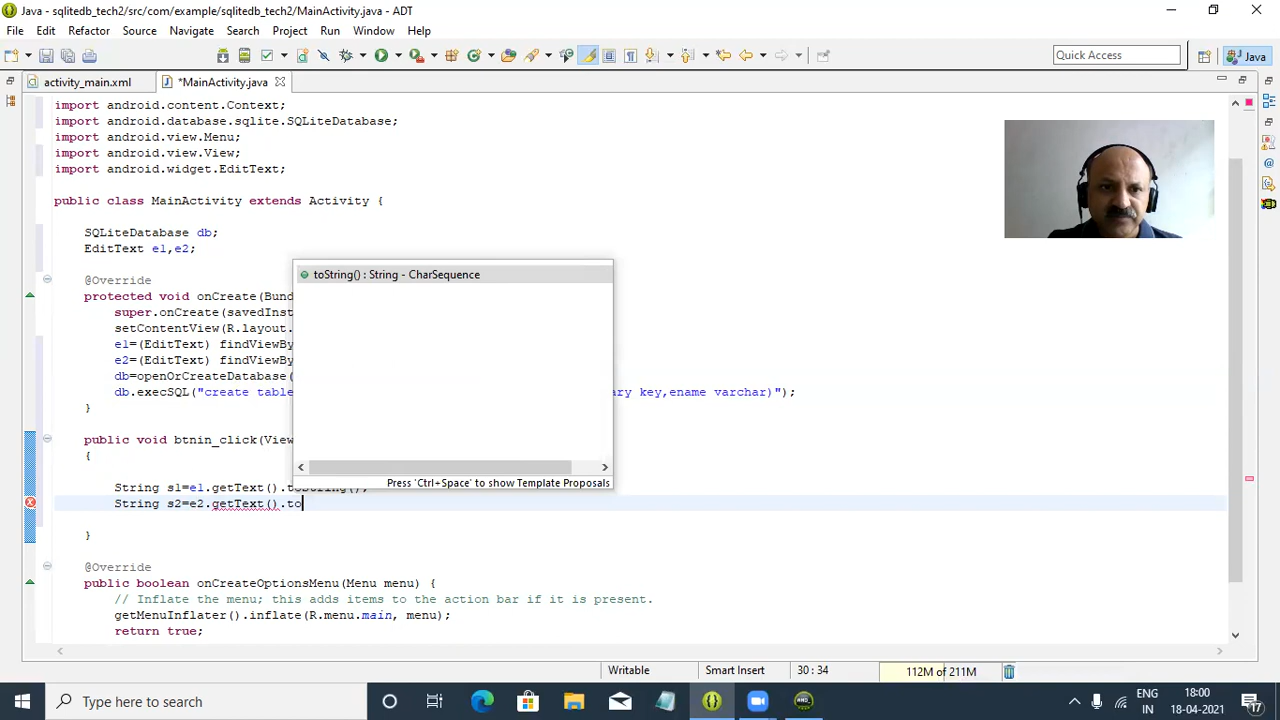 Java - sqlitedb_tech2/src/com/example/sqlitedb_tech2/MainActivity.java - ADT
File Edit Refactor Source Navigate Search Project Run Window Help
Quick Access
Java
activity_main.xml
*MainActivity.java
import android.content.Context;
import android.database.sqlite.SQLiteDatabase;
import android.view.Menu;
import android.view.View;
import android.widget.EditText;
public class MainActivity extends Activity {
SQLiteDatabase db;
EditText e1,e2;
@Override
protected void onCreate(Bund
super.onCreate(savedInst
setContentView(R.layout.
e1=(EditText) findViewBy
e2=(EditText) findViewBy
db=openOrCreateDatabase(
db.execSQL("create table ary key,ename varchar)");
}
public void btnin_click(View
{
toString() : String - CharSequence
Press 'Ctrl+Space' to show Template Proposals
String s1=e1.getText().toString();
String s2=e2.getText().to
}
@Override
public boolean onCreateOptionsMenu(Menu menu) {
// Inflate the menu; this adds items to the action bar if it is present.
getMenuInflater().inflate(R.menu.main, menu);
return true;
Writable
Smart Insert
30 : 34
112M of 211M
Type here to search
ENG
IN
18:00
18-04-2021
17